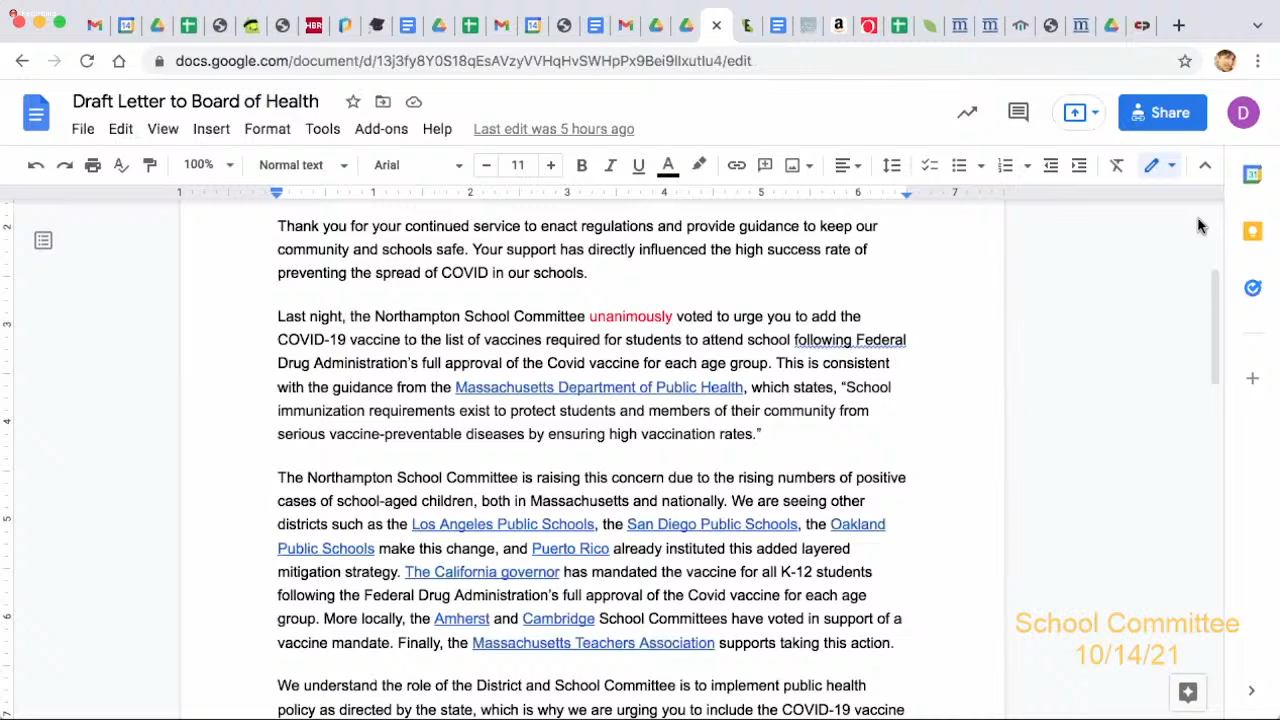 docs.google.com/document/d/13j3fy8Y0S18qEsAVzyVVHqHvSWHpPx9Bei9lIxutIu4/edit
Draft Letter to Board of Health
File Edit View Insert Format Tools Add-ons Help Last edit was 5 hours ago
Share
D
100% Normal text Arial 11
1 1 2 3 4 5 6 7
Thank you for your continued service to enact regulations and provide guidance to keep our
community and schools safe. Your support has directly influenced the high success rate of
preventing the spread of COVID in our schools.
Last night, the Northampton School Committee unanimously voted to urge you to add the
COVID-19 vaccine to the list of vaccines required for students to attend school following Federal
Drug Administration's full approval of the Covid vaccine for each age group. This is consistent
with the guidance from the Massachusetts Department of Public Health, which states, “School
immunization requirements exist to protect students and members of their community from
serious vaccine-preventable diseases by ensuring high vaccination rates.”
The Northampton School Committee is raising this concern due to the rising numbers of positive
cases of school-aged children, both in Massachusetts and nationally. We are seeing other
districts such as the Los Angeles Public Schools, the San Diego Public Schools, the Oakland
Public Schools make this change, and Puerto Rico already instituted this added layered
mitigation strategy. The California governor has mandated the vaccine for all K-12 students
following the Federal Drug Administration's full approval of the Covid vaccine for each age
group. More locally, the Amherst and Cambridge School Committees have voted in support of a
vaccine mandate. Finally, the Massachusetts Teachers Association supports taking this action.
We understand the role of the District and School Committee is to implement public health
policy as directed by the state, which is why we are urging you to include the COVID-19 vaccine
School Committee
10/14/21